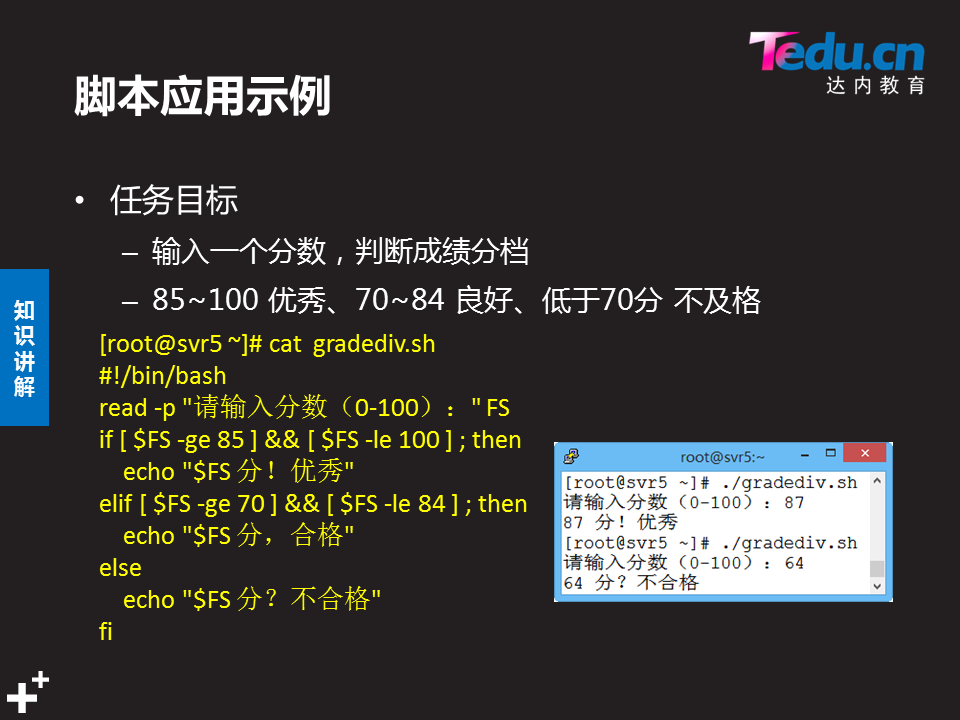 Tedu.cn
达内教育
脚本应用示例
• 任务目标
– 输入一个分数，判断成绩分档
– 85~100 优秀、70~84 良好、低于70分 不及格
知识讲解
[root@svr5 ~]# cat gradediv.sh
#!/bin/bash
read -p "请输入分数（0-100）：" FS
if [ $FS -ge 85 ] && [ $FS -le 100 ] ; then
echo "$FS 分！优秀"
elif [ $FS -ge 70 ] && [ $FS -le 84 ] ; then
echo "$FS 分，合格"
else
echo "$FS 分？不合格"
fi
root@svr5:~
[root@svr5 ~]# ./gradediv.sh
请输入分数（0-100）：87
87 分！优秀
[root@svr5 ~]# ./gradediv.sh
请输入分数（0-100）：64
64 分？不合格